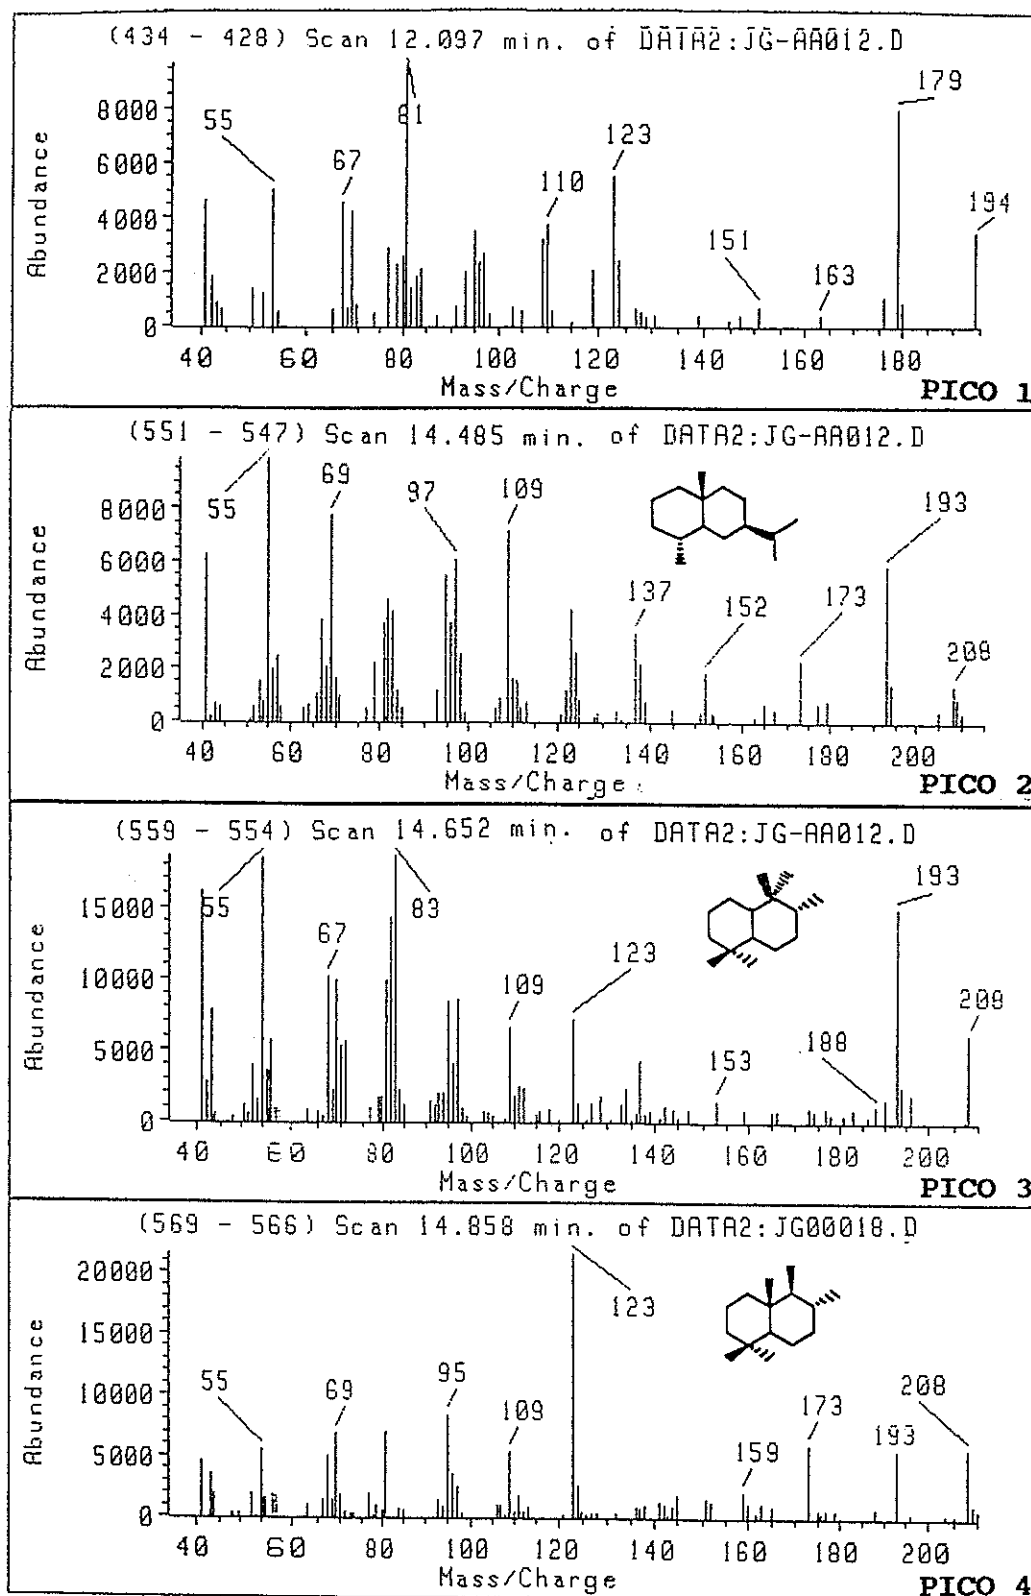 (434 - 428) Scan 12.097 min. of DATA2:JG-AA012.D
Abundance
8000
6000
4000
2000
0
55
67
81
110
123
151
163
179
194
40 60 80 100 120 140 160 180
Mass/Charge
PICO 1
(551 - 547) Scan 14.485 min. of DATA2:JG-AA012.D
Abundance
8000
6000
4000
2000
0
55
69
97
109
137
152
173
193
208
40 60 80 100 120 140 160 180 200
Mass/Charge
PICO 2
(559 - 554) Scan 14.652 min. of DATA2:JG-AA012.D
Abundance
15000
10000
5000
0
55
67
83
109
123
153
188
193
208
40 60 80 100 120 140 160 180 200
Mass/Charge
PICO 3
(569 - 566) Scan 14.858 min. of DATA2:JG00018.D
Abundance
20000
15000
10000
5000
0
55
69
95
109
123
159
173
193
208
40 60 80 100 120 140 160 180 200
Mass/Charge
PICO 4